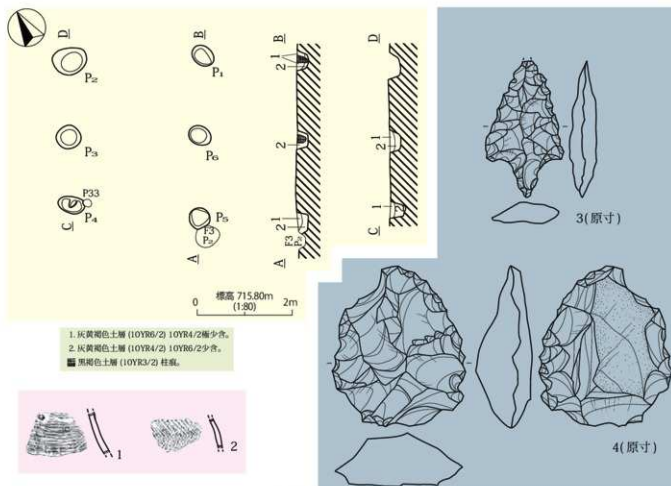 D
B
B
D
P2
P1
1
2
P3
P6
2
1
2
P33
P4
P5
1
2
1
C
F3
P2
A
F3
P2
A
C
標高 715.80m
(1:80)
0
2m
1. 灰黄褐色土層 (10YR6/2) 10YR4/2極少含。
2. 灰黄褐色土層 (10YR4/2) 10YR6/2少含。
黒褐色土層 (10YR3/2) 柱痕。
1
2
3(原寸)
4(原寸)